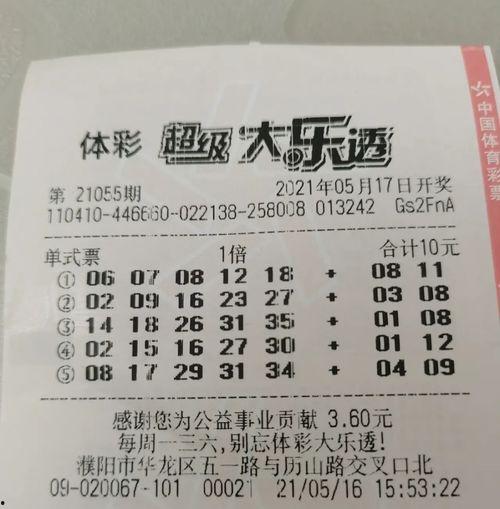 体彩 超级大乐透
第 21055期 2021年05月17日开奖
110410-446660-022138-258008 013242 Gs2FnA
单式票 1倍 合计10元
① 06 07 08 12 18 + 08 11
② 02 09 16 23 27 + 03 08
③ 14 18 26 31 35 + 01 08
④ 02 15 16 27 30 + 01 12
⑤ 08 17 29 31 34 + 04 09
感谢您为公益事业贡献 3.60元
每周一三六,别忘体彩大乐透!
濮阳市华龙区五一路与历山路交叉口北
09-020067-101 00021 21/05/16 15:53:22
中国体育彩票